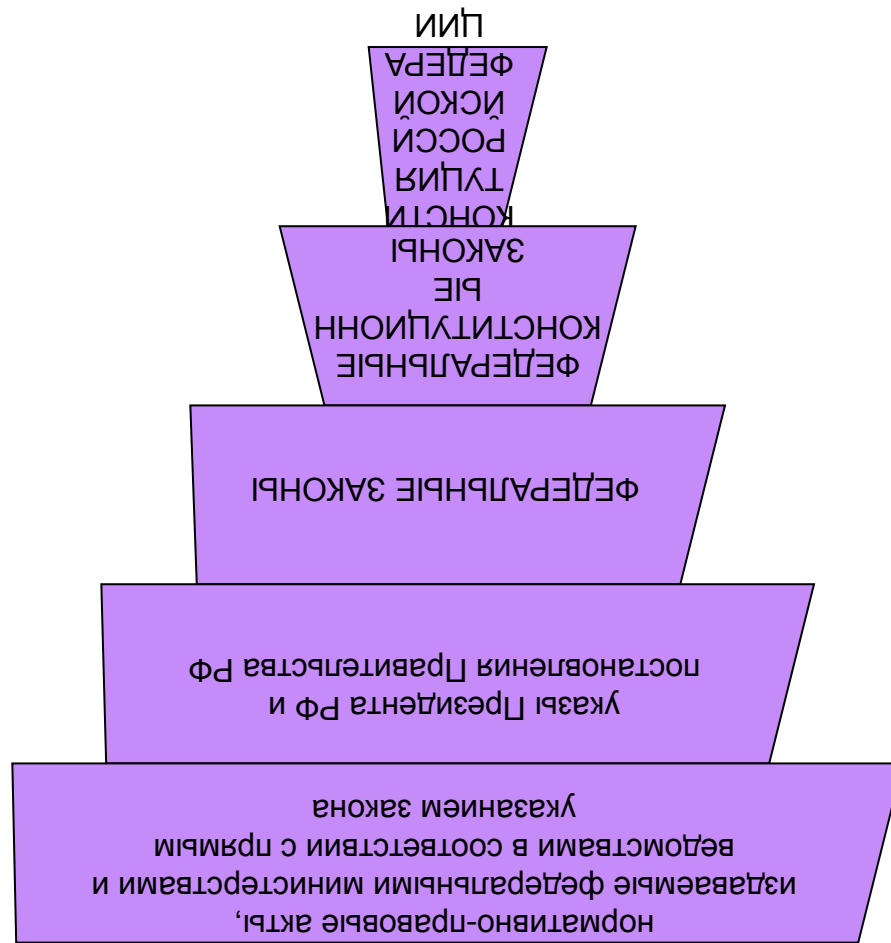 нормативно-правовые акты,
издаваемые федеральными министерствами и
ведомствами в соответствии с прямым
указанием закона
указы Президента РФ и
постановления Правительства РФ
ФЕДЕРАЛЬНЫЕ ЗАКОНЫ
ФЕДЕРАЛЬНЫЕ
КОНСТИТУЦИОНН
ЫЕ
ЗАКОНЫ
КОНСТИ
ТУЦИЯ
РОССИ
ЙСКОЙ
ФЕДЕРА
ЦИИ